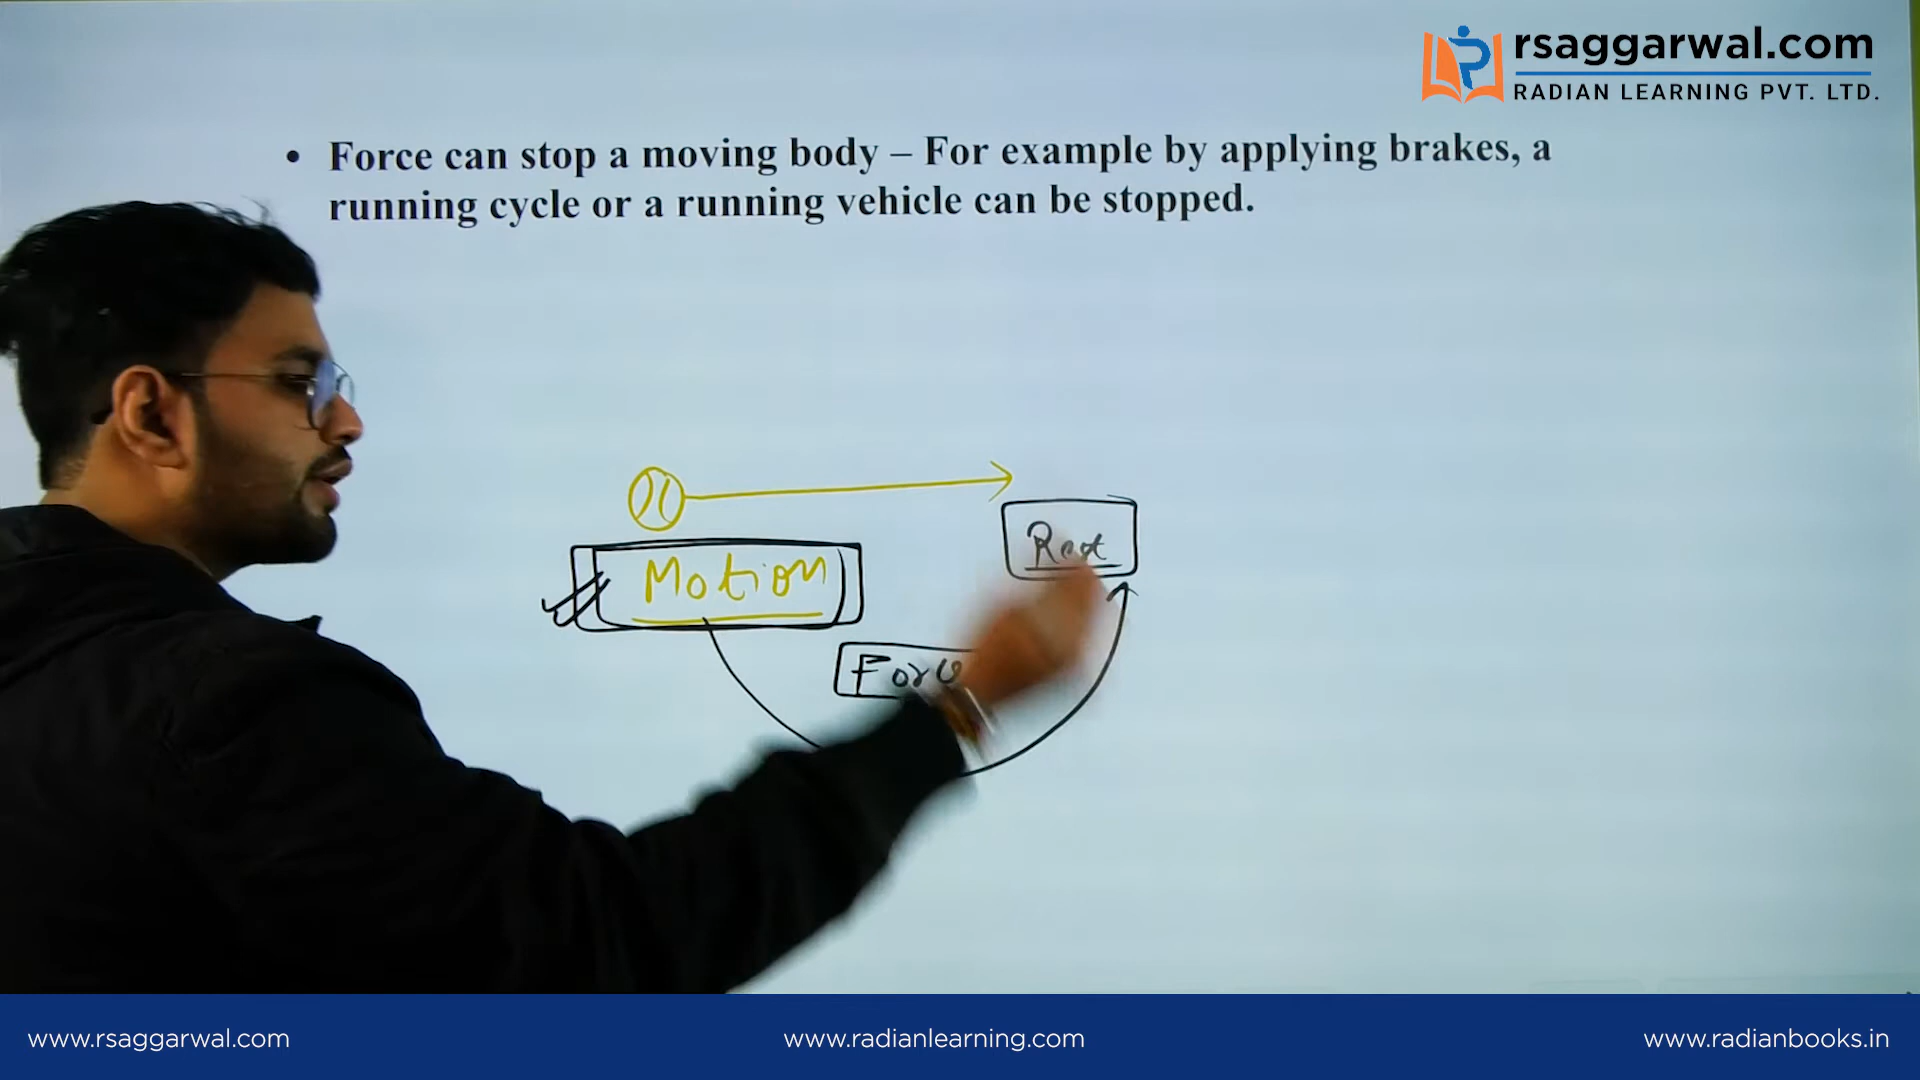 rsaggarwal.com
RADIAN LEARNING PVT. LTD.
• Force can stop a moving body – For example by applying brakes, a
running cycle or a running vehicle can be stopped.
Rest
Motion
www.rsaggarwal.com
www.radianlearning.com
www.radianbooks.in